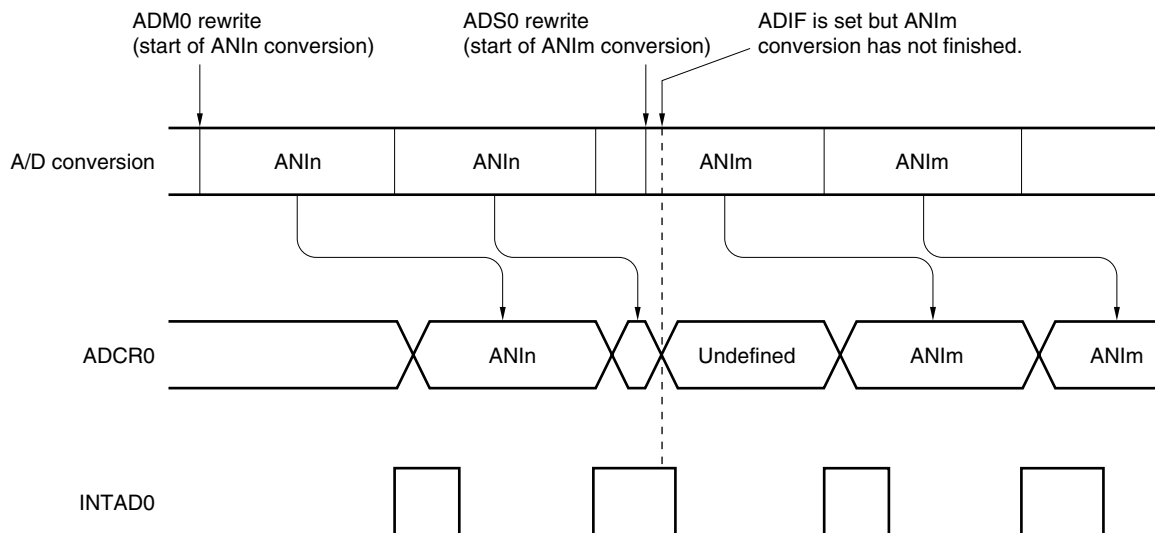 ADM0 rewrite
(start of ANIn conversion)
ADS0 rewrite
(start of ANIm conversion)
ADIF is set but ANIm
conversion has not finished.
A/D conversion
ANIn
ANIn
ANIm
ANIm
ADCR0
ANIn
Undefined
ANIm
ANIm
INTAD0